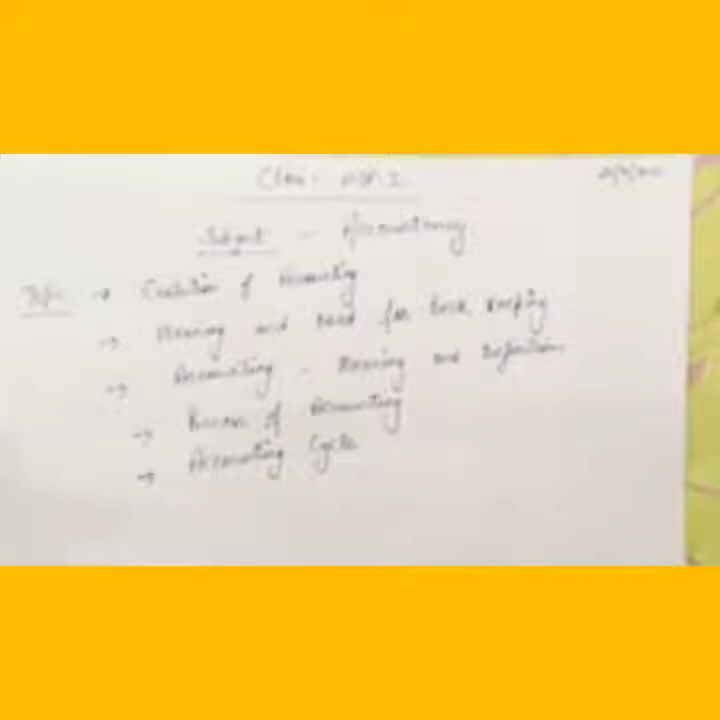 Class -
Subject - Accountancy
Topic → Evolution of Accounting
→ Meaning and Need for Book Keeping
→ Accounting - Meaning and Definition
→ Process of Accounting
→ Accounting Cycle